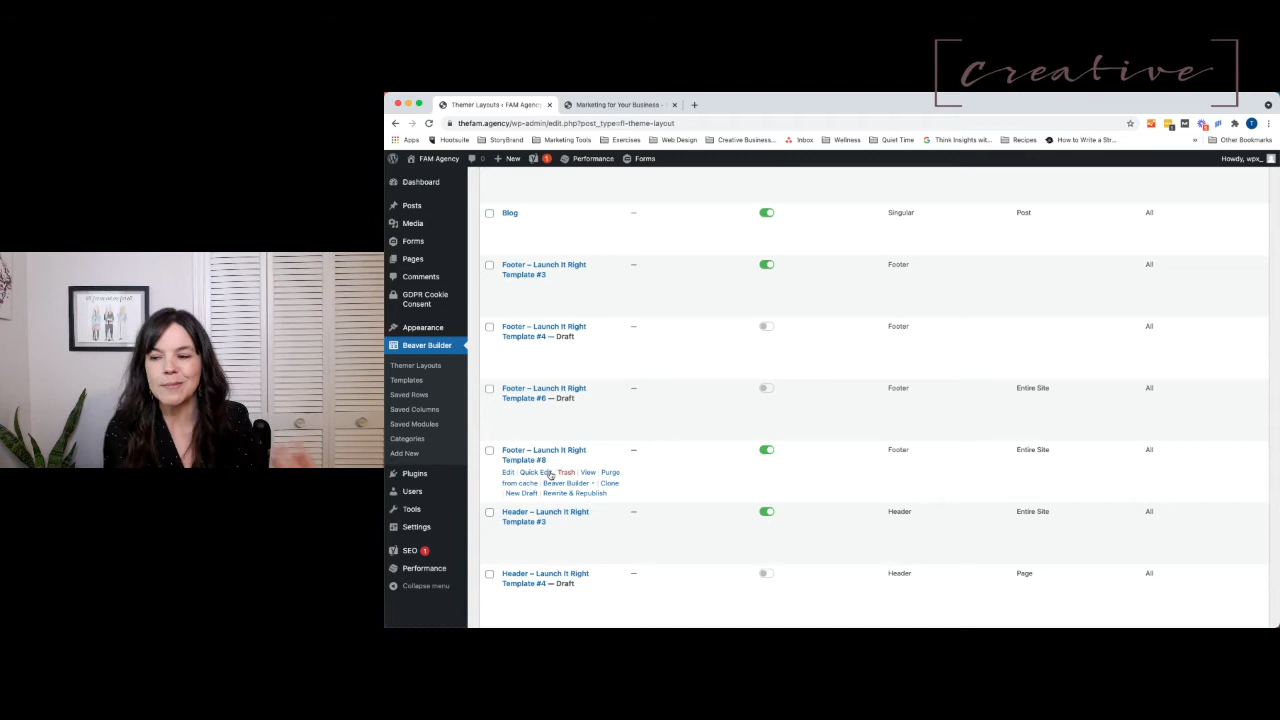 creative
Themer Layouts ‹ FAM Agency
Marketing for Your Business -
thefam.agency/wp-admin/edit.php?post_type=fl-theme-layout
Apps
Hootsuite
StoryBrand
Marketing Tools
Exercises
Web Design
Creative Business...
Inbox
Wellness
Quiet Time
Think Insights wit...
Recipes
How to Write a Str...
»
Other Bookmarks
FAM Agency
0
+ New
1
Performance
Forms
Howdy, wpx_
Dashboard
Posts
Media
Forms
Pages
Comments
GDPR Cookie
Consent
Appearance
Beaver Builder
Themer Layouts
Templates
Saved Rows
Saved Columns
Saved Modules
Categories
Add New
Plugins
Users
Tools
Settings
SEO 1
Performance
Collapse menu
Blog — Singular Post All
Footer – Launch It Right — Footer All
Template #3
Footer – Launch It Right — Footer All
Template #4 — Draft
Footer – Launch It Right — Footer Entire Site All
Template #6 — Draft
Footer – Launch It Right — Footer Entire Site All
Template #8
Edit | Quick Edit | Trash | View | Purge
from cache | Beaver Builder | Clone
| New Draft | Rewrite & Republish
Header – Launch It Right — Header Entire Site All
Template #3
Header – Launch It Right — Header Page All
Template #4 — Draft